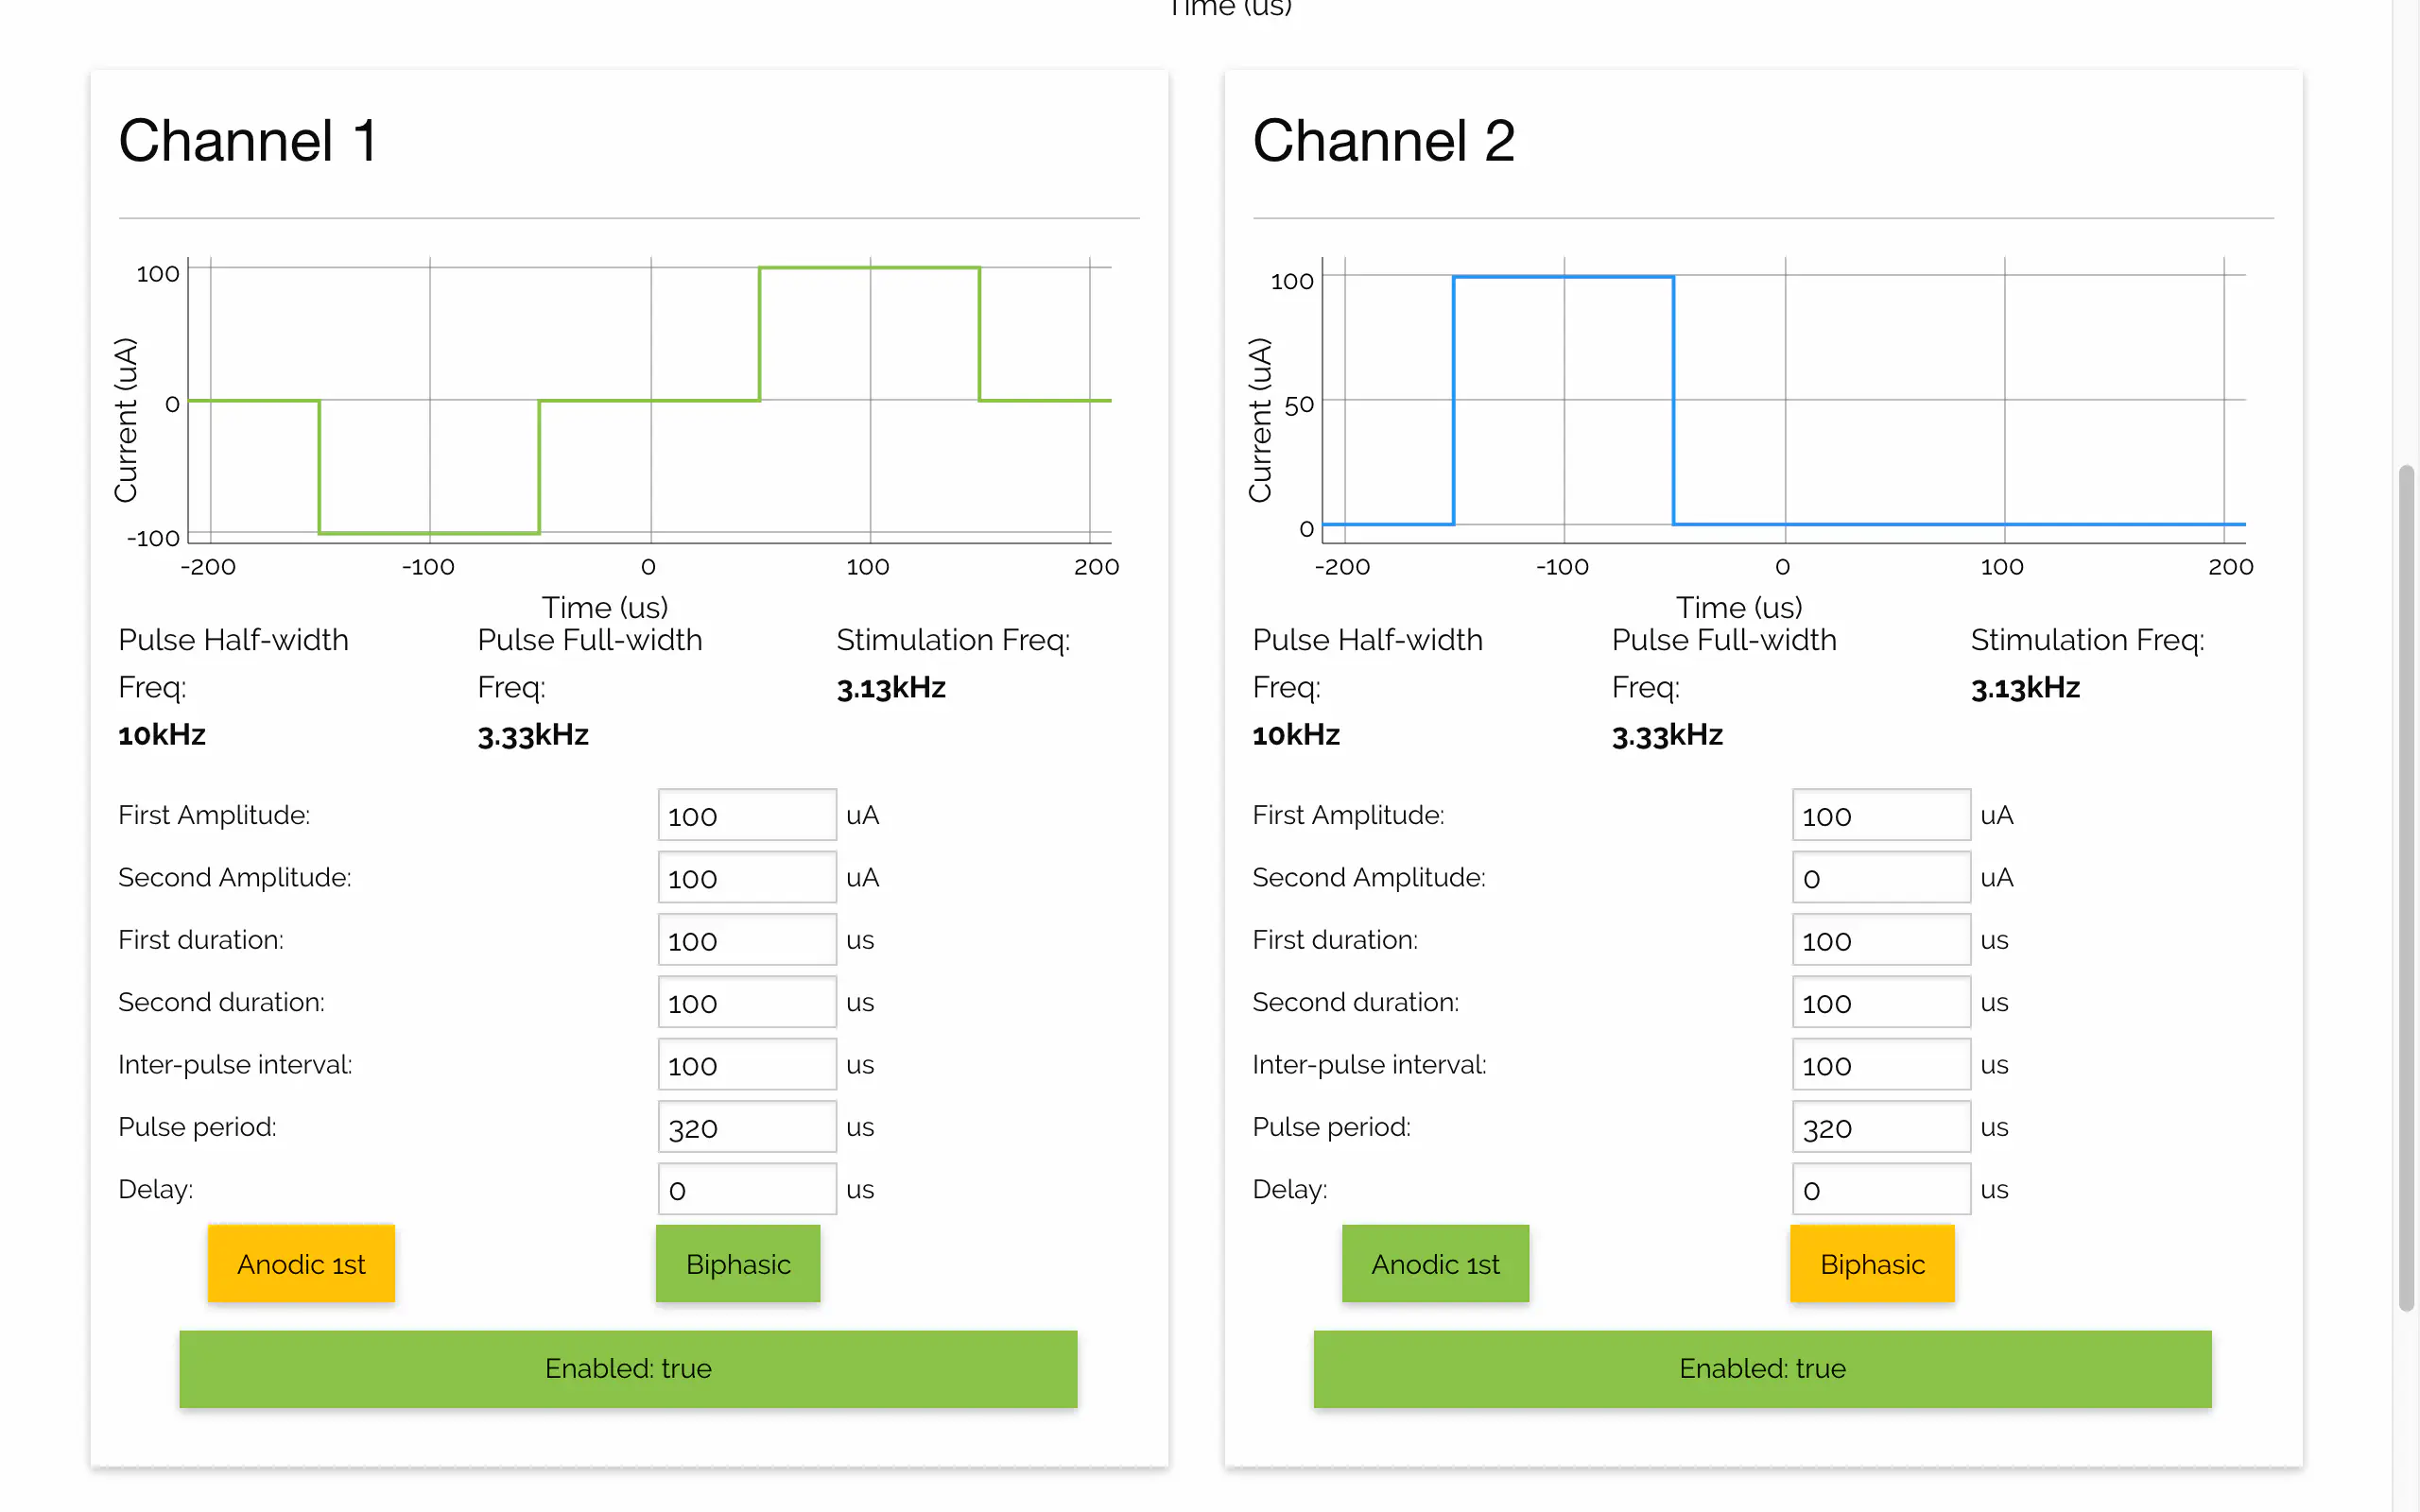 Time (us)
Channel 1
100
0
-100
Current (uA)
-200 -100 0 100 200
Time (us)
Pulse Half-width Freq:
10kHz
Pulse Full-width Freq:
3.33kHz
Stimulation Freq:
3.13kHz
First Amplitude: 100 uA
Second Amplitude: 100 uA
First duration: 100 us
Second duration: 100 us
Inter-pulse interval: 100 us
Pulse period: 320 us
Delay: 0 us
Anodic 1st Biphasic
Enabled: true
Channel 2
100
50
0
Current (uA)
-200 -100 0 100 200
Time (us)
Pulse Half-width Freq:
10kHz
Pulse Full-width Freq:
3.33kHz
Stimulation Freq:
3.13kHz
First Amplitude: 100 uA
Second Amplitude: 0 uA
First duration: 100 us
Second duration: 100 us
Inter-pulse interval: 100 us
Pulse period: 320 us
Delay: 0 us
Anodic 1st Biphasic
Enabled: true